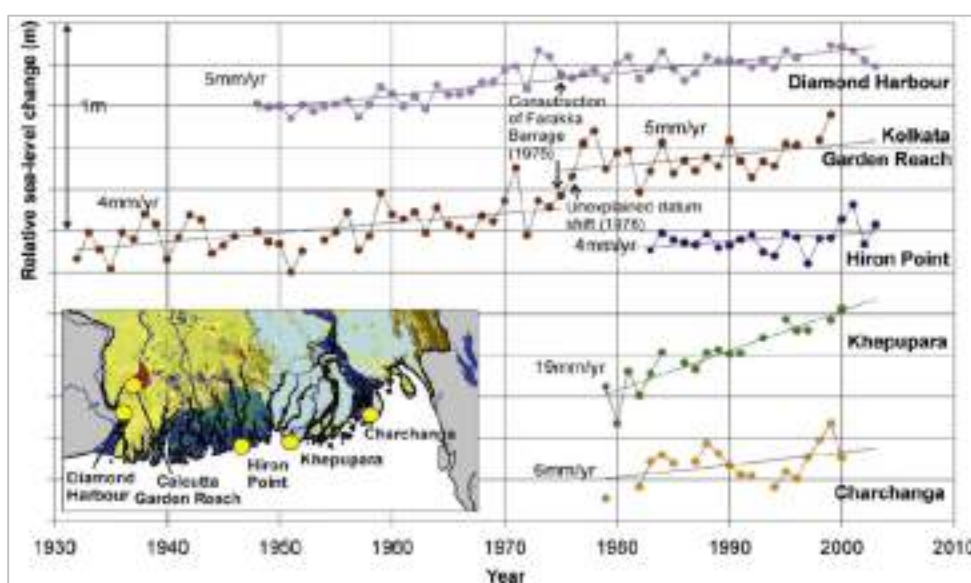 Relative sea-level change (m)
1m
5mm/yr
Diamond Harbour
Construction
of Farakka
Barrage
(1975)
5mm/yr
Kolkata
Garden Reach
4mm/yr
Unexplained datum
shift (1976)
4mm/yr
Hiron Point
Khepupara
19mm/yr
6mm/yr
Charchanga
Diamond
Harbour
Calcutta
Garden Reach
Hiron
Point
Khepupara
Charchanga
1930 1940 1950 1960 1970 1980 1990 2000 2010
Year